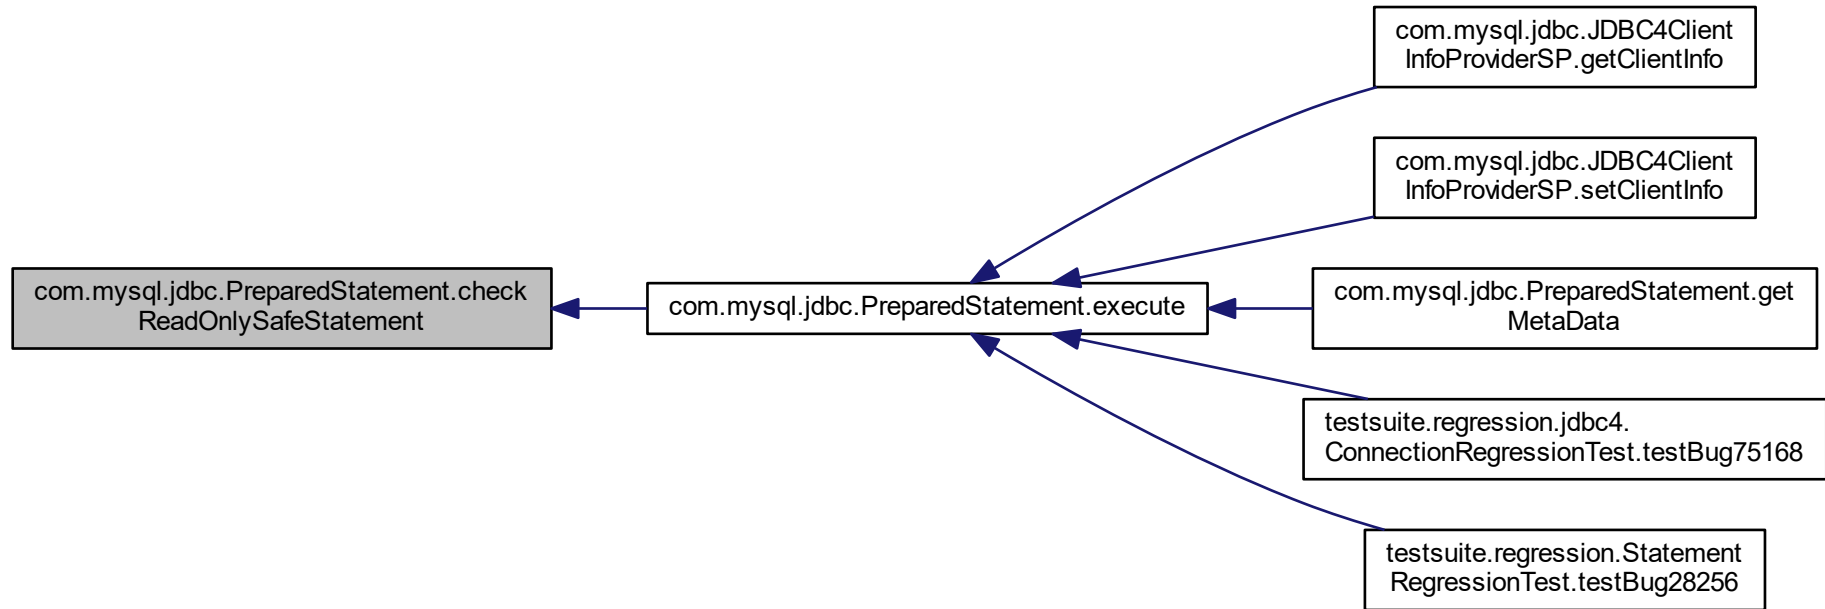 com.mysql.jdbc.JDBC4Client
InfoProviderSP.getClientInfo
com.mysql.jdbc.JDBC4Client
InfoProviderSP.setClientInfo
com.mysql.jdbc.PreparedStatement.check
ReadOnlySafeStatement
com.mysql.jdbc.PreparedStatement.execute
com.mysql.jdbc.PreparedStatement.get
MetaData
testsuite.regression.jdbc4.
ConnectionRegressionTest.testBug75168
testsuite.regression.Statement
RegressionTest.testBug28256